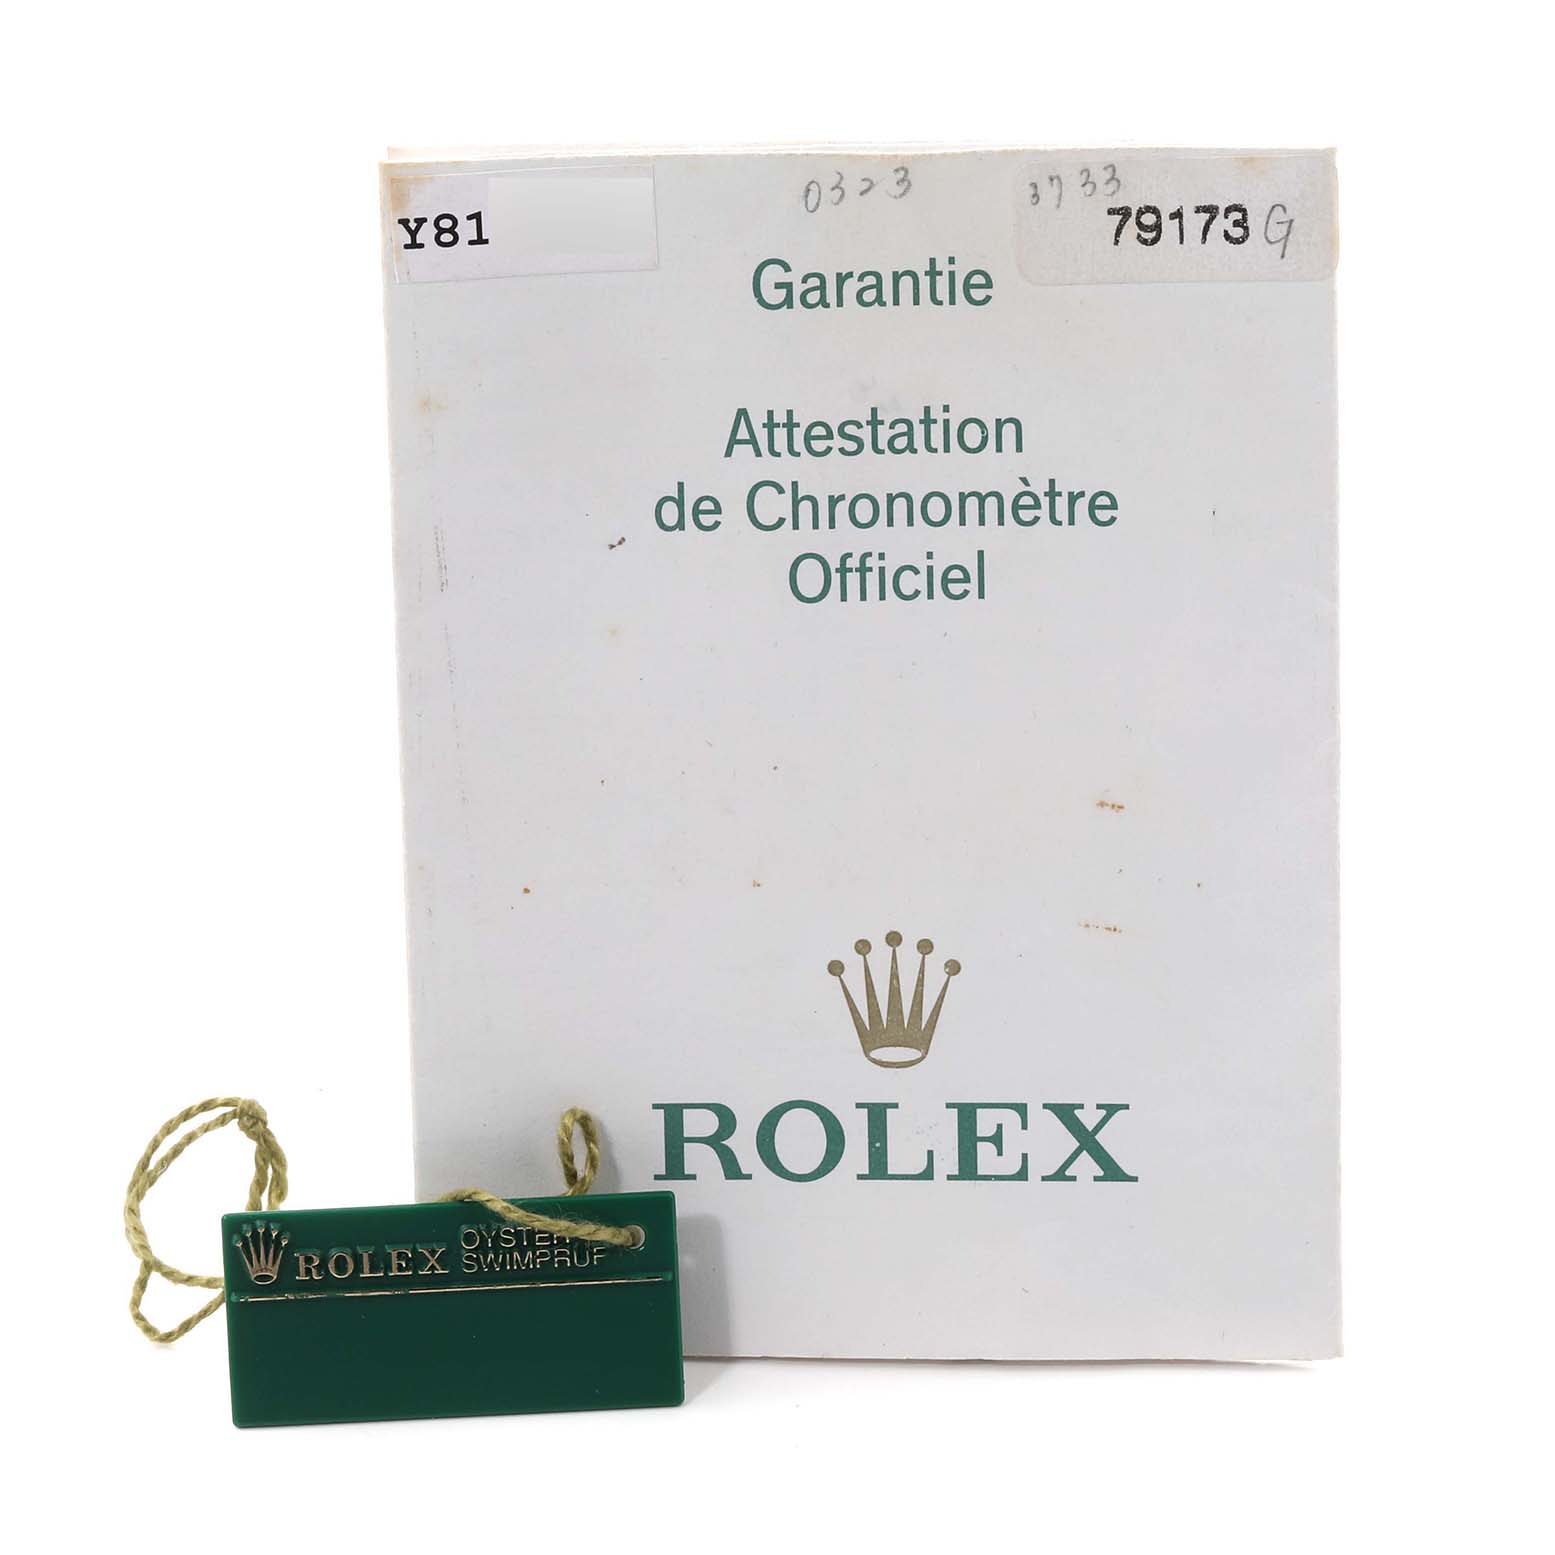 0323
3733
Y81
79173 G
Garantie
Attestation
de Chronomètre
Officiel
ROLEX
ROLEX
OYSTER
SWIMPRUF